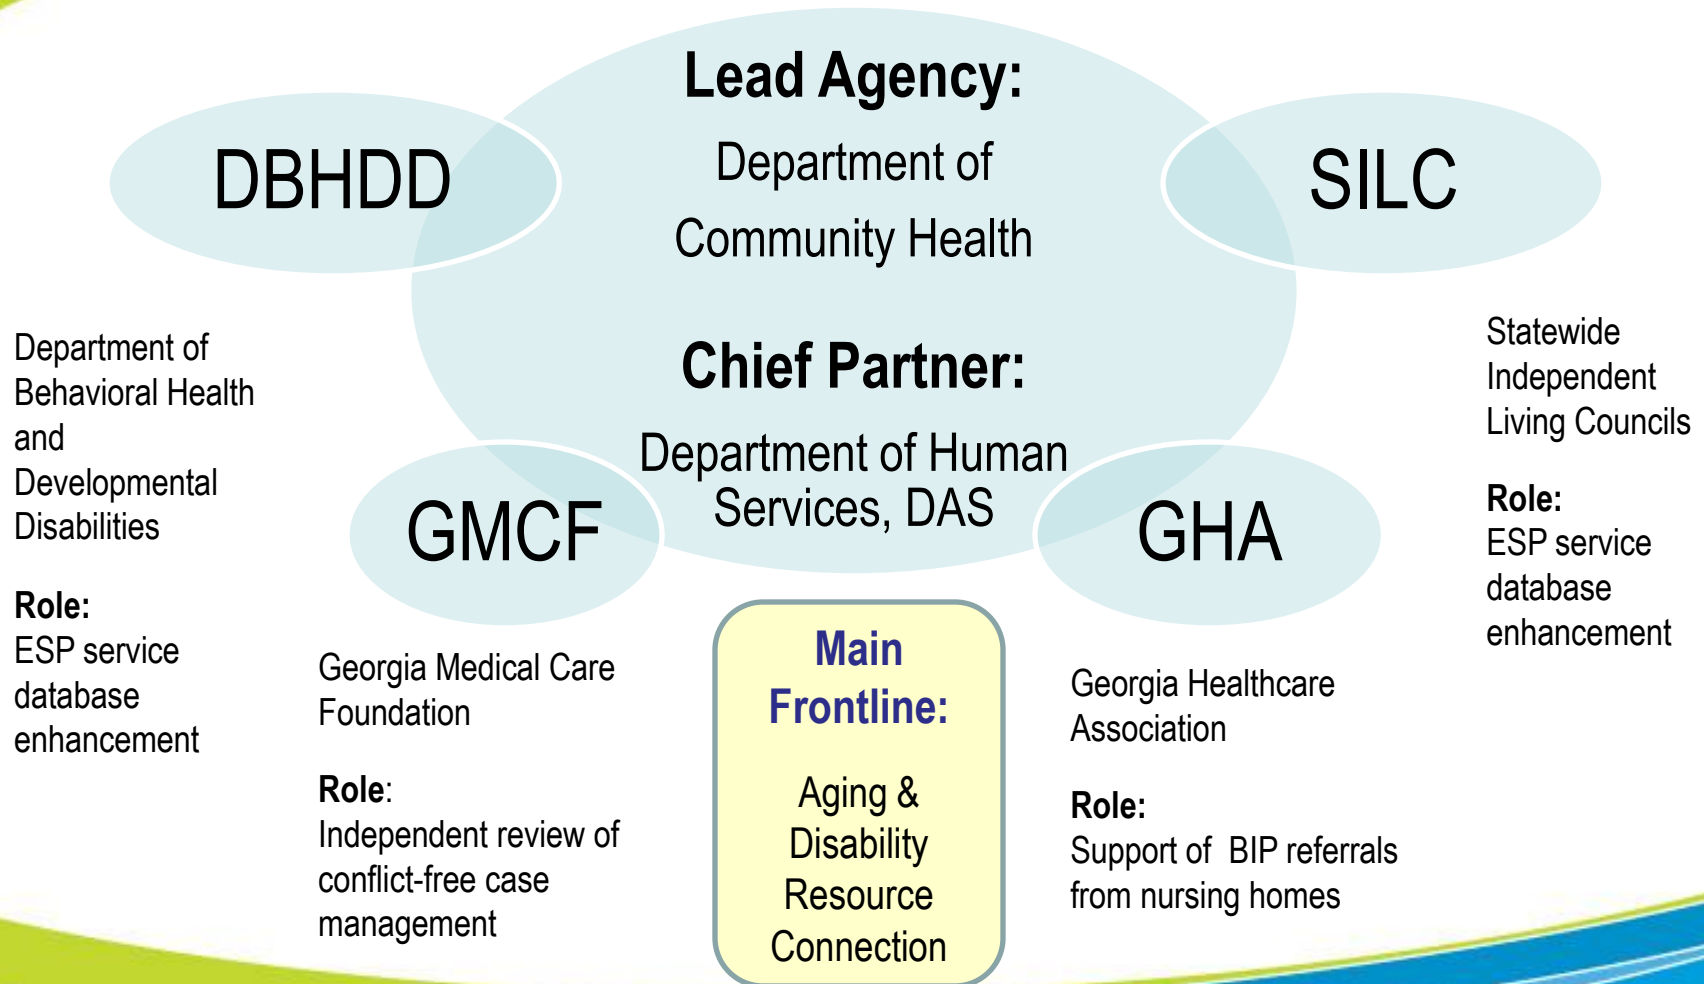 Lead Agency:
Department of
Community Health
Chief Partner:
Department of Human
Services, DAS
DBHDD
Department of
Behavioral Health
and
Developmental
Disabilities
Role:
ESP service
database
enhancement
GMCF
Georgia Medical Care
Foundation
Role:
Independent review of
conflict-free case
management
Main
Frontline:
Aging &
Disability
Resource
Connection
GHA
Georgia Healthcare
Association
Role:
Support of  BIP referrals
from nursing homes
SILC
Statewide
Independent
Living Councils
Role:
ESP service
database
enhancement